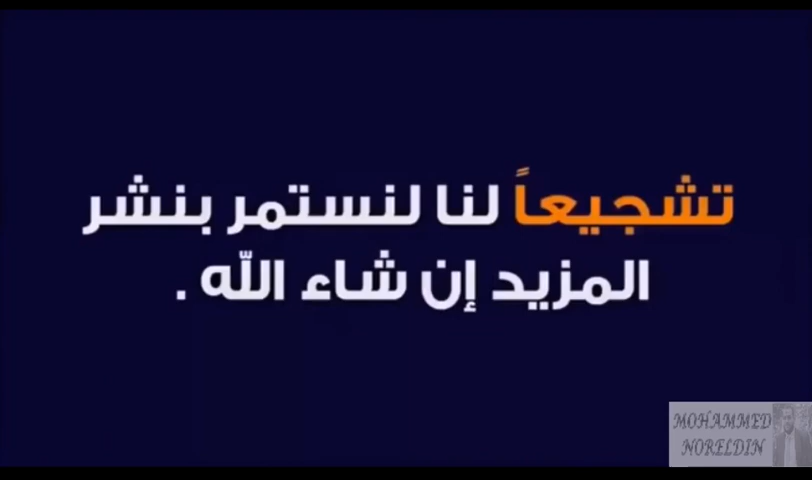 تشجيعاً لنا لنستمر بنشر
المزيد إن شاء الله .
MOHAMMED
NORELDIN